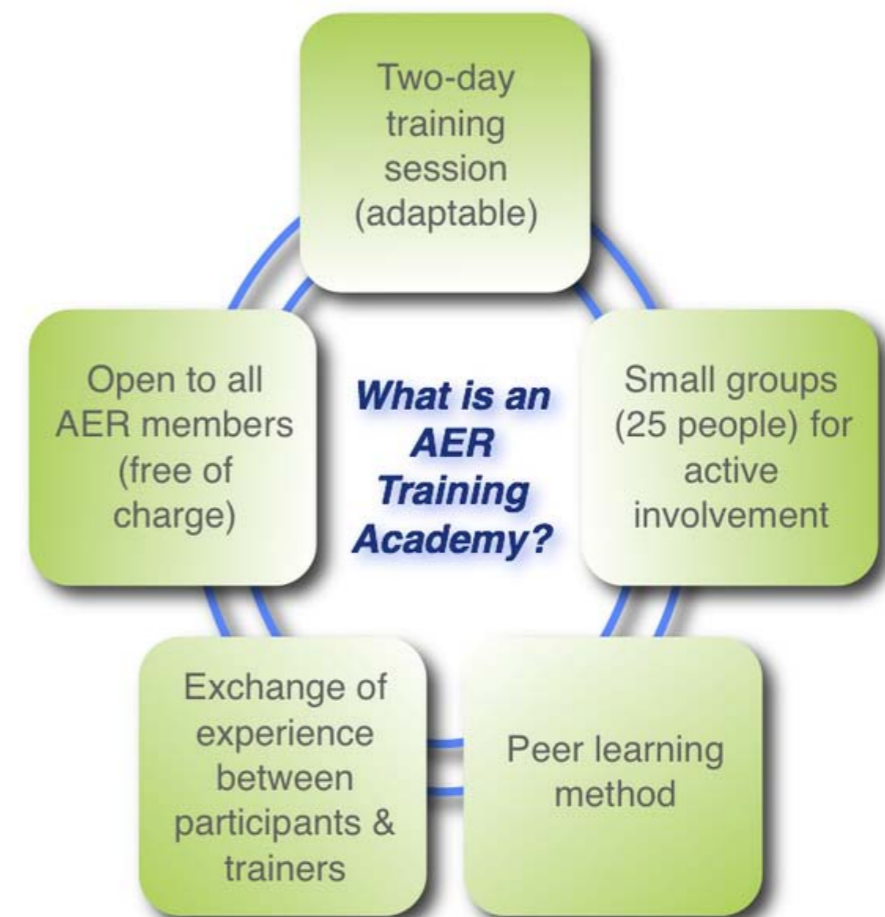 Two-day
training
session
(adaptable)
Open to all
AER members
(free of
charge)
What is an
AER
Training
Academy?
Small groups
(25 people) for
active
involvement
Exchange of
experience
between
participants &
trainers
Peer learning
method